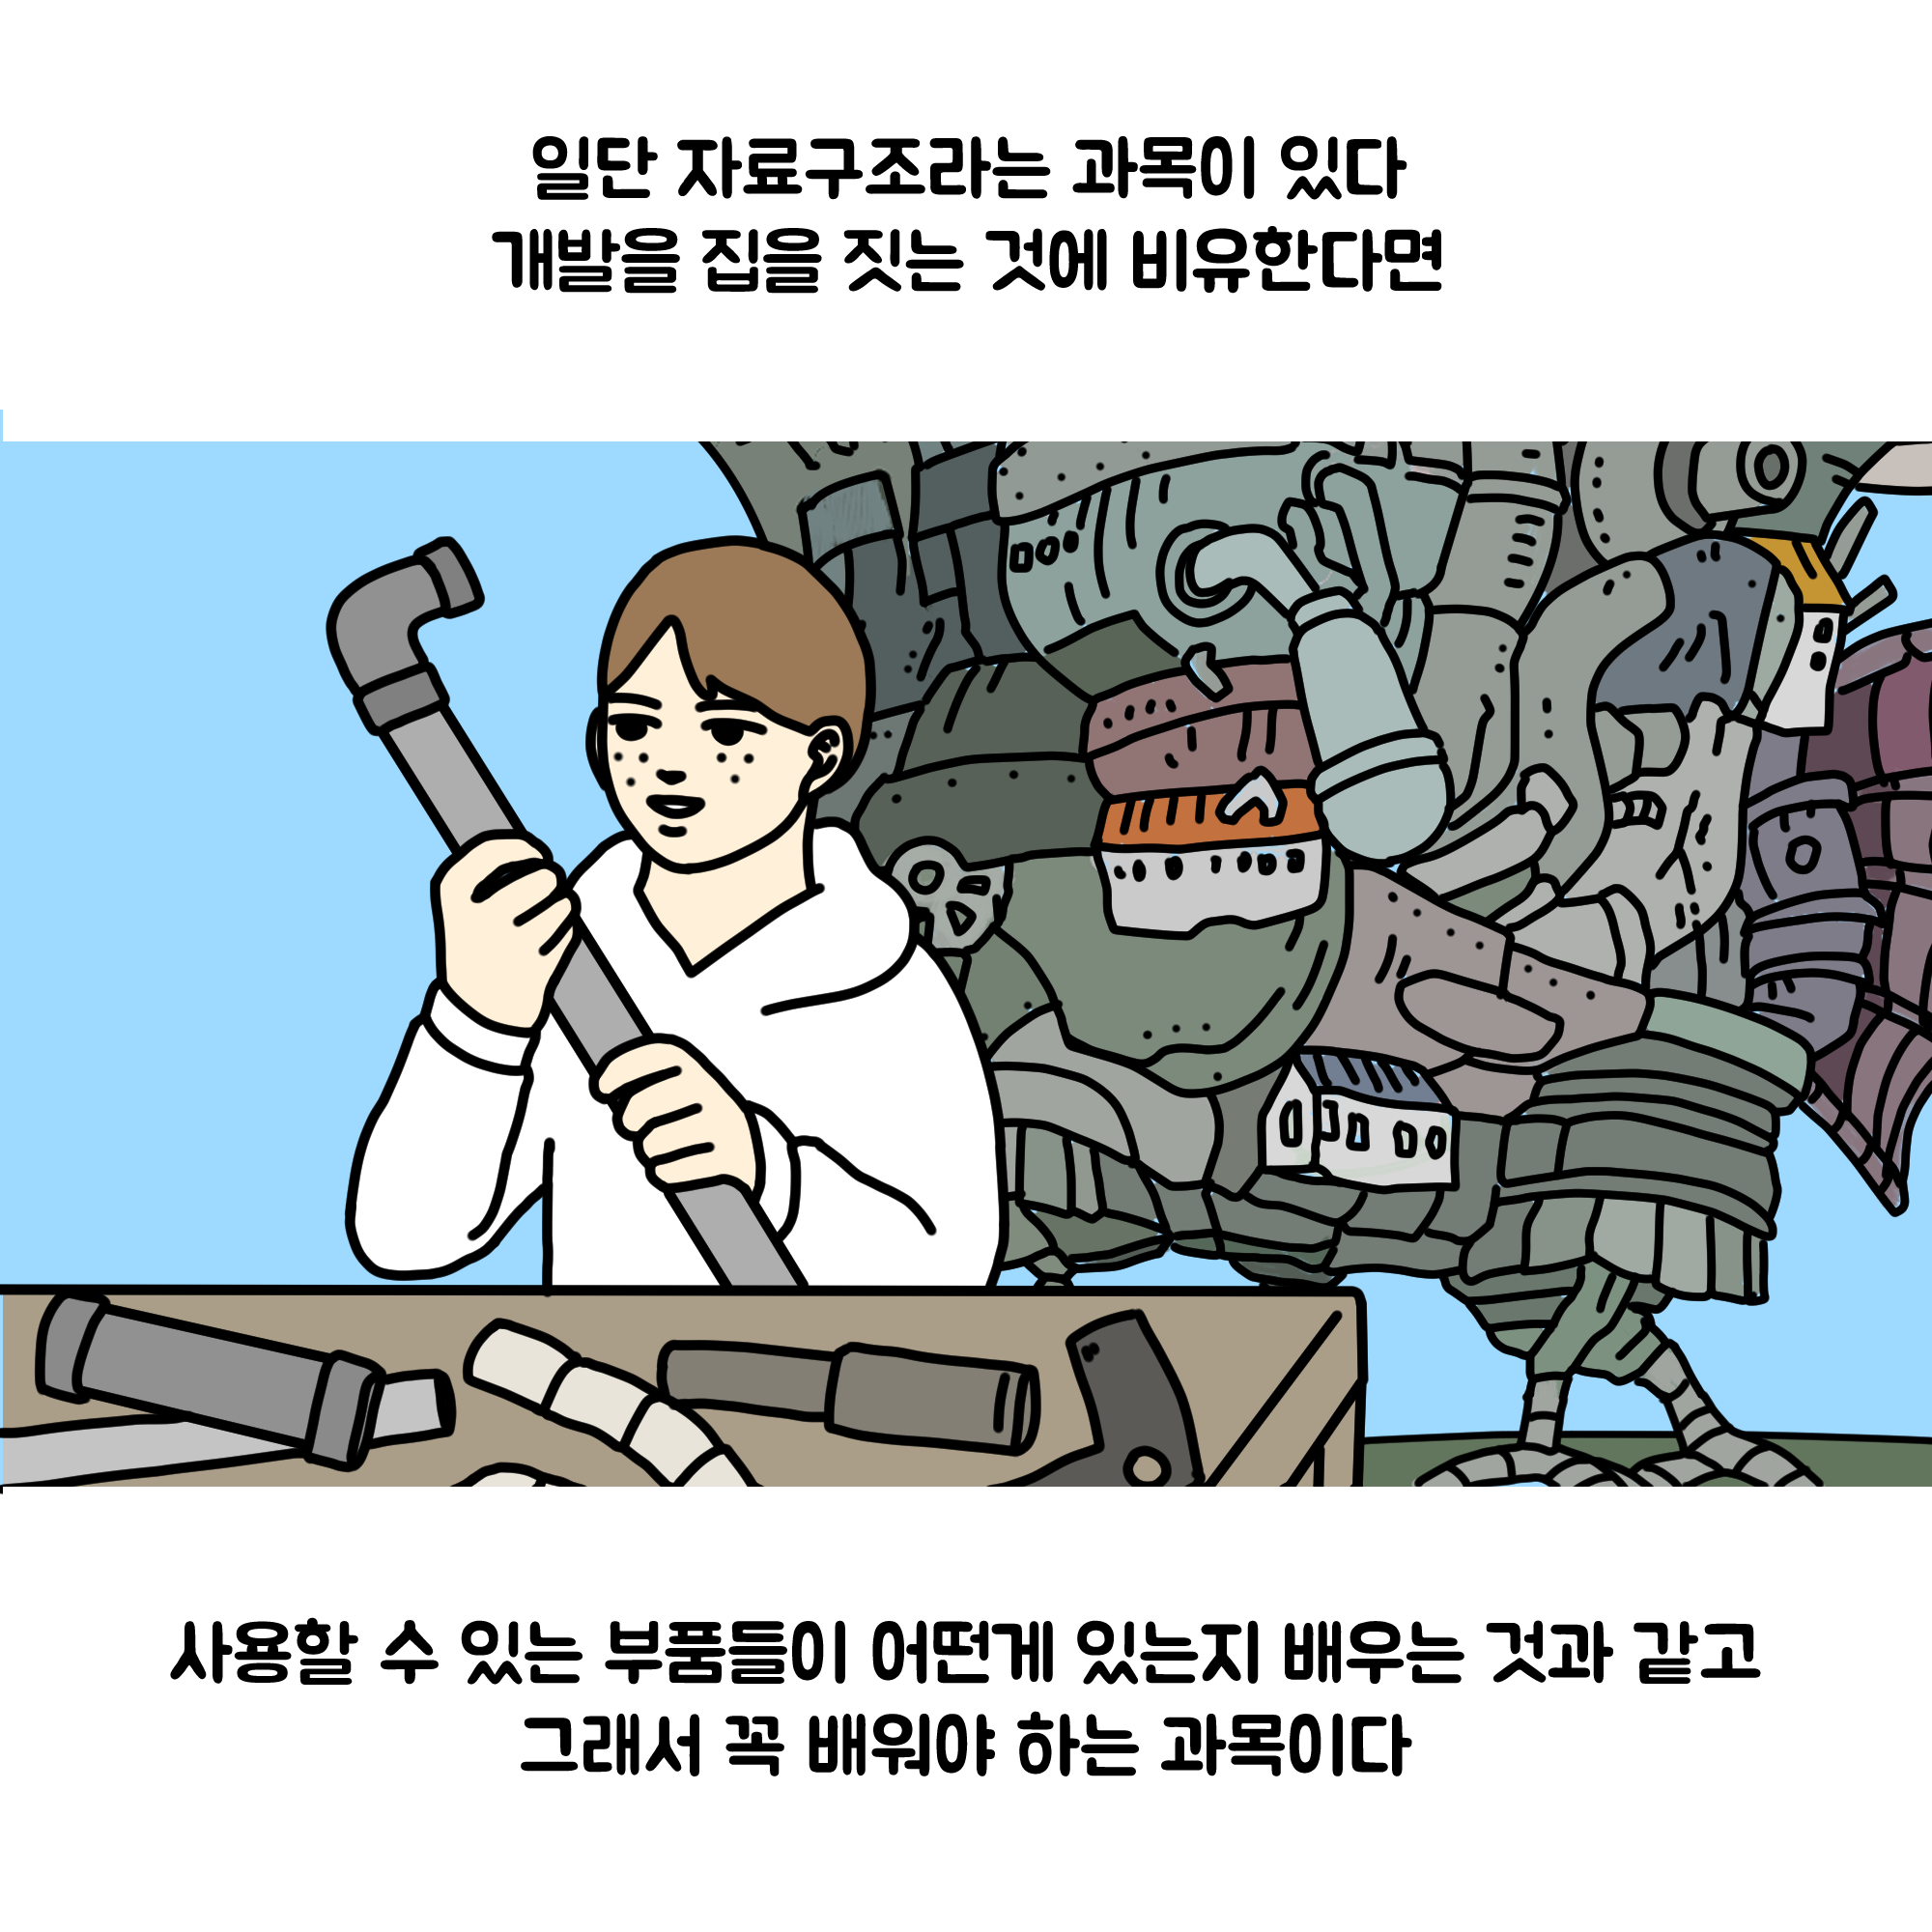 일단 자료구조라는 과목이 있다
개발을 집을 짓는 것에 비유한다면
사용할 수 있는 부품들이 어떤게 있는지 배우는 것과 같고
그래서 꼭 배워야 하는 과목이다